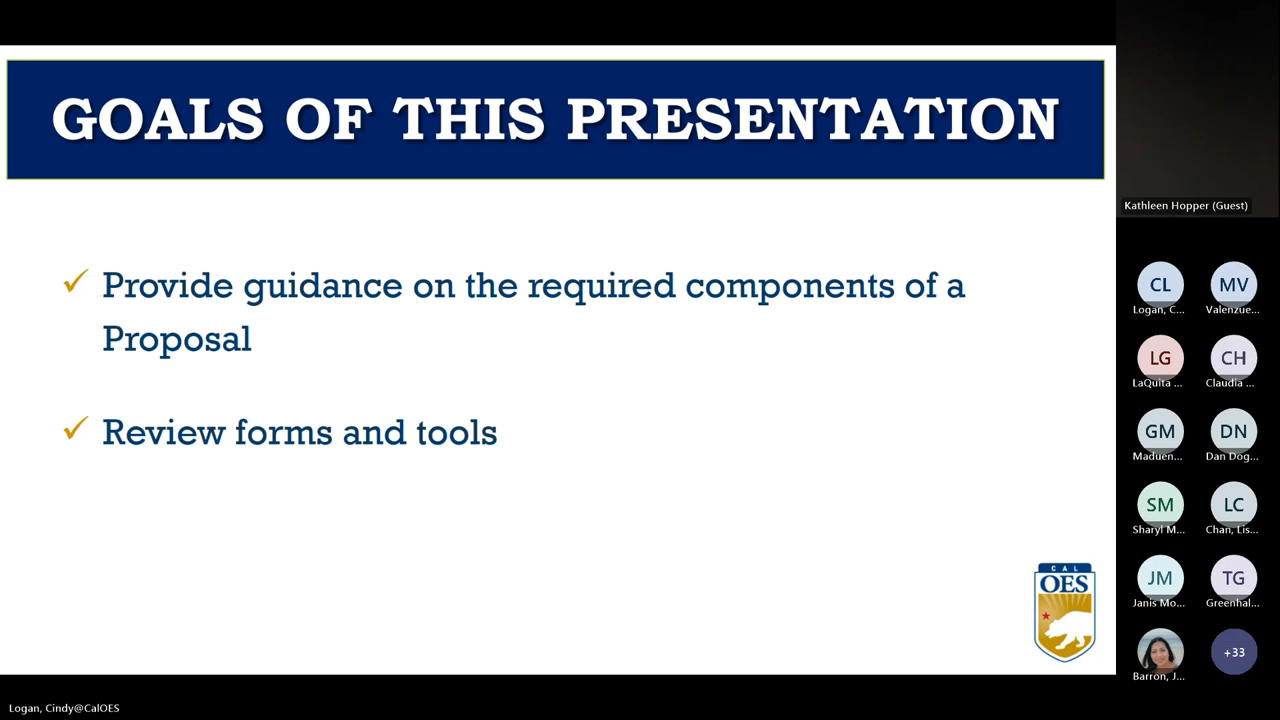 GOALS OF THIS PRESENTATION
✓ Provide guidance on the required components of a
Proposal
✓ Review forms and tools
CAL
OES
Kathleen Hopper (Guest)
CL
MV
Logan, C...
Valenzue...
LG
CH
LaQuita ...
Claudia ...
GM
DN
Maduen...
Dan Dog...
SM
LC
Sharyl M...
Chan, Lis...
JM
TG
Janis Mo...
Greenhal...
+33
Barron, J...
Logan, Cindy@CalOES